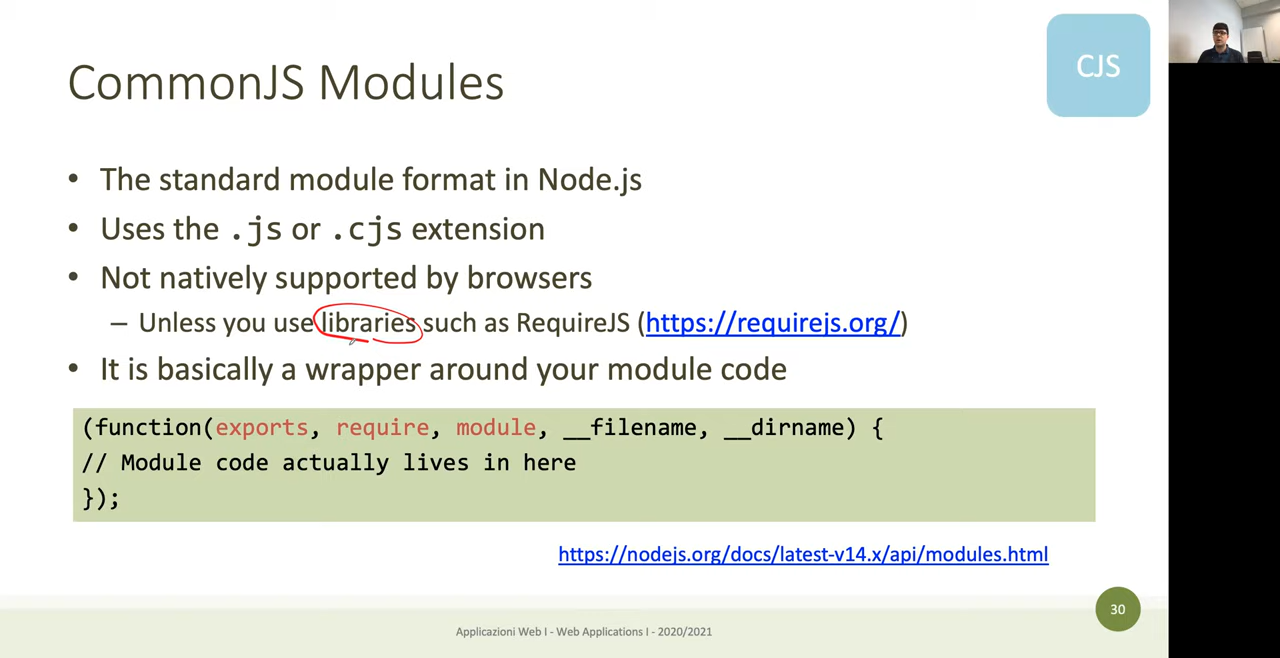 CJS
CommonJS Modules
• The standard module format in Node.js
• Uses the .js or .cjs extension
• Not natively supported by browsers
– Unless you use libraries such as RequireJS (https://requirejs.org/)
• It is basically a wrapper around your module code
(function(exports, require, module, __filename, __dirname) {
// Module code actually lives in here
});
https://nodejs.org/docs/latest-v14.x/api/modules.html
30
Applicazioni Web I - Web Applications I - 2020/2021